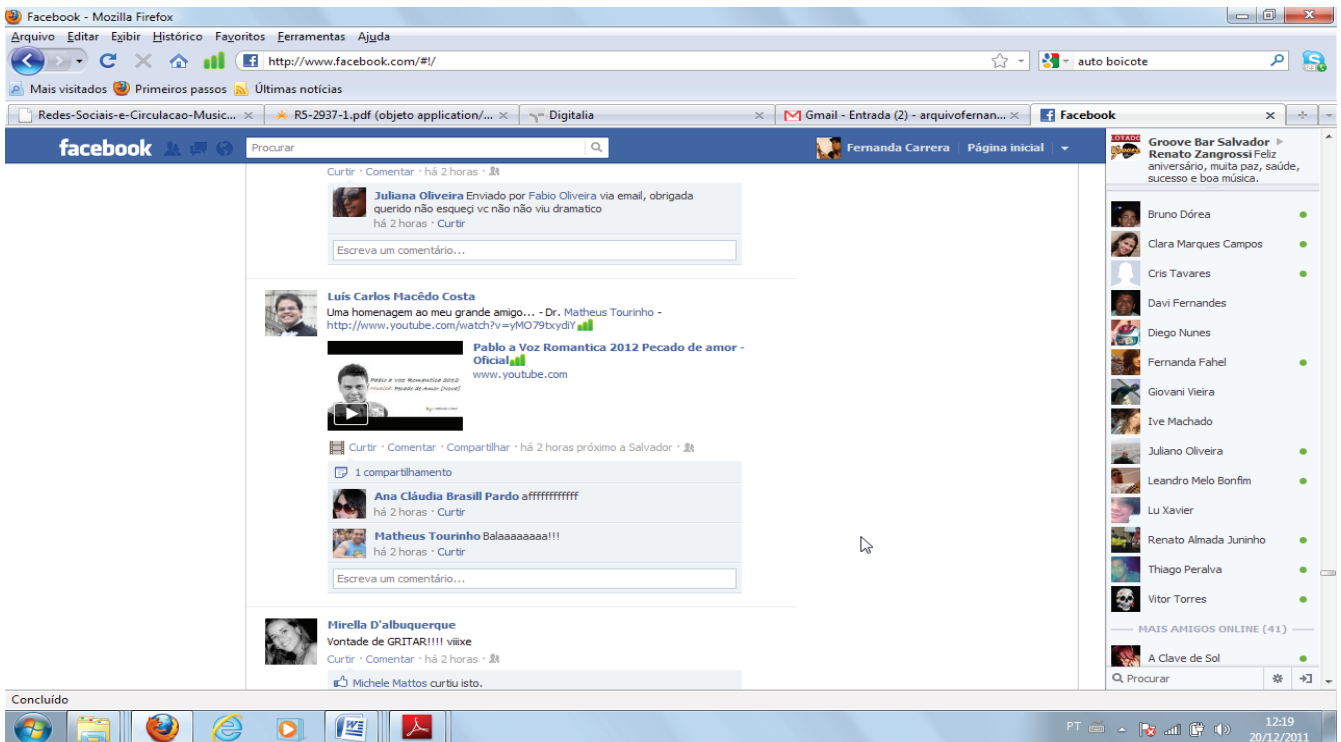 Facebook - Mozilla Firefox
Arquivo Editar Exibir Histórico Favoritos Ferramentas Ajuda
http://www.facebook.com/#!/
auto boicote
Mais visitados Primeiros passos Últimas notícias
Redes-Sociais-e-Circulacao-Music...
R5-2937-1.pdf (objeto application/...
Digitalia
Gmail - Entrada (2) - arquivofernan...
Facebook
facebook
Procurar
Fernanda Carrera Página inicial
Curtir · Comentar · há 2 horas ·
Juliana Oliveira Enviado por Fabio Oliveira via email, obrigada
querido não esqueçi vc não não viu dramatico
há 2 horas · Curtir
Escreva um comentário...
Luís Carlos Macêdo Costa
Uma homenagem ao meu grande amigo... - Dr. Matheus Tourinho -
http://www.youtube.com/watch?v=yMO79txydiY
Pablo a Voz Romantica 2012 Pecado de amor -
Oficial
www.youtube.com
Pablo a voz Romantica 2012
Curtir · Comentar · Compartilhar · há 2 horas próximo a Salvador ·
1 compartilhamento
Ana Cláudia Brasill Pardo affffffffffff
há 2 horas · Curtir
Matheus Tourinho Balaaaaaaaa!!!
há 2 horas · Curtir
Escreva um comentário...
Mirella D'albuquerque
Vontade de GRITAR!!!! viiixe
Curtir · Comentar · há 2 horas ·
Michele Mattos curtiu isto.
Groove Bar Salvador
Renato Zangrossi Feliz
aniversário, muita paz, saúde,
sucesso e boa música.
Bruno Dórea
Clara Marques Campos
Cris Tavares
Davi Fernandes
Diego Nunes
Fernanda Fahel
Giovani Vieira
Ive Machado
Juliano Oliveira
Leandro Melo Bonfim
Lu Xavier
Renato Almada Juninho
Thiago Peralva
Vitor Torres
MAIS AMIGOS ONLINE (41)
A Clave de Sol
Procurar
Concluído
PT
12:19
20/12/2011